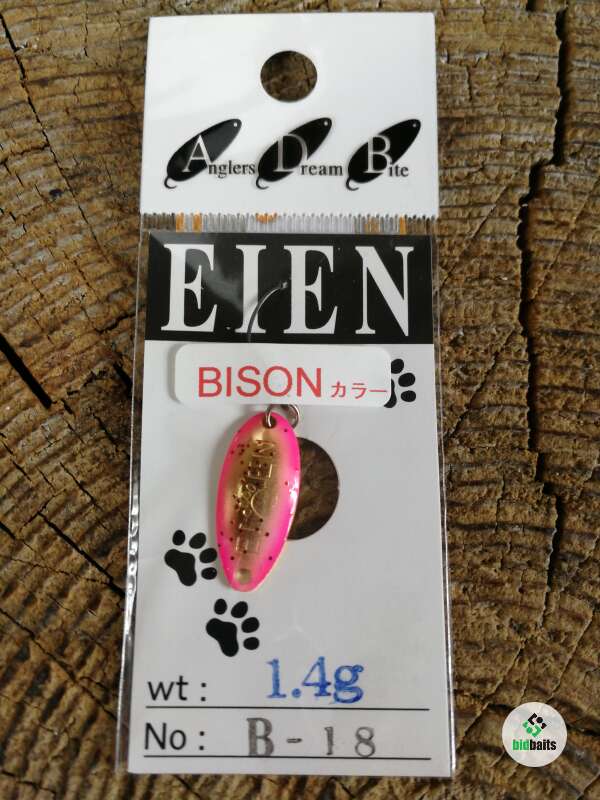 Anglers Dream Bite
EIEN
BISON カラー
EIEN
wt : 1.4g
No : B-18
bidbaits